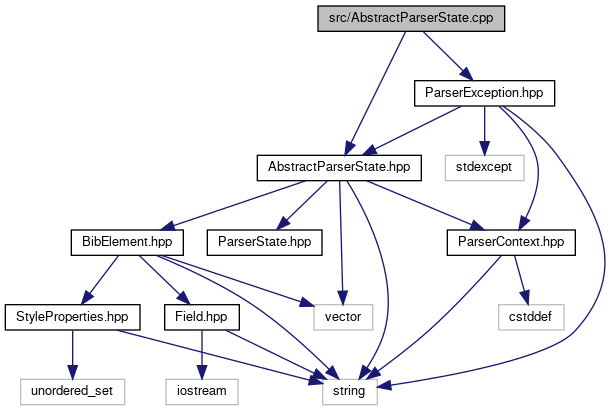 src/AbstractParserState.cpp
ParserException.hpp
AbstractParserState.hpp
stdexcept
BibElement.hpp
ParserState.hpp
ParserContext.hpp
StyleProperties.hpp
Field.hpp
vector
cstddef
unordered_set
iostream
string